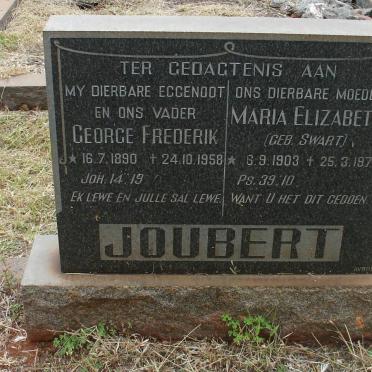 TER GEDAGTENIS AAN
MY DIERBARE EGGENOOT
EN ONS VADER
GEORGE FREDERIK
★ 16.7.1890 + 24.10.1958
JOH. 14.19
EK LEWE EN JULLE SAL LEWE
ONS DIERBARE MOEDE
MARIA ELIZABET
(GEB. SWART)
★ 6.9.1903 + 25.3.197
PS. 39.10
WANT U HET DIT GEDOEN.
JOUBERT